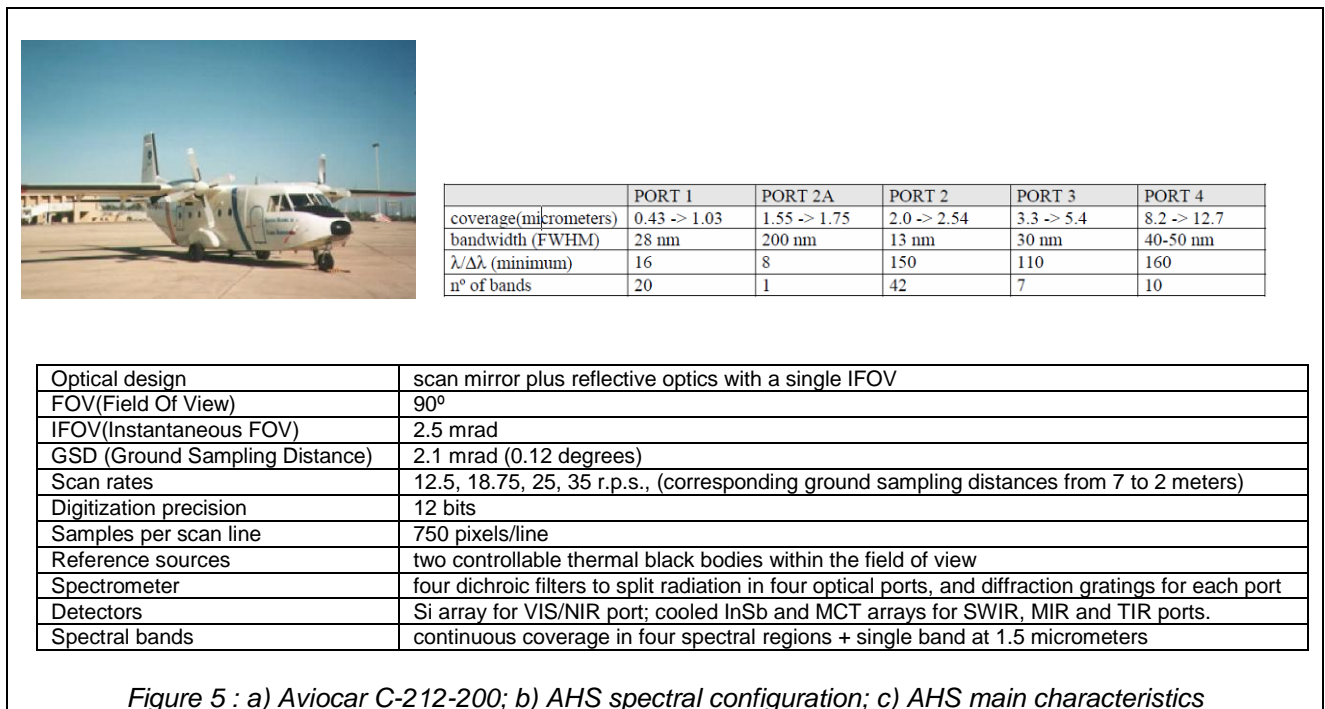 PORT 1 PORT 2A PORT 2 PORT 3 PORT 4
coverage(micrometers) 0.43 -> 1.03 1.55 -> 1.75 2.0 -> 2.54 3.3 -> 5.4 8.2 -> 12.7
bandwidth (FWHM) 28 nm 200 nm 13 nm 30 nm 40-50 nm
λ/Δλ (minimum) 16 8 150 110 160
nº of bands 20 1 42 7 10
Optical design scan mirror plus reflective optics with a single IFOV
FOV(Field Of View) 90º
IFOV(Instantaneous FOV) 2.5 mrad
GSD (Ground Sampling Distance) 2.1 mrad (0.12 degrees)
Scan rates 12.5, 18.75, 25, 35 r.p.s., (corresponding ground sampling distances from 7 to 2 meters)
Digitization precision 12 bits
Samples per scan line 750 pixels/line
Reference sources two controllable thermal black bodies within the field of view
Spectrometer four dichroic filters to split radiation in four optical ports, and diffraction gratings for each port
Detectors Si array for VIS/NIR port; cooled InSb and MCT arrays for SWIR, MIR and TIR ports.
Spectral bands continuous coverage in four spectral regions + single band at 1.5 micrometers
Figure 5 : a) Aviocar C-212-200; b) AHS spectral configuration; c) AHS main characteristics